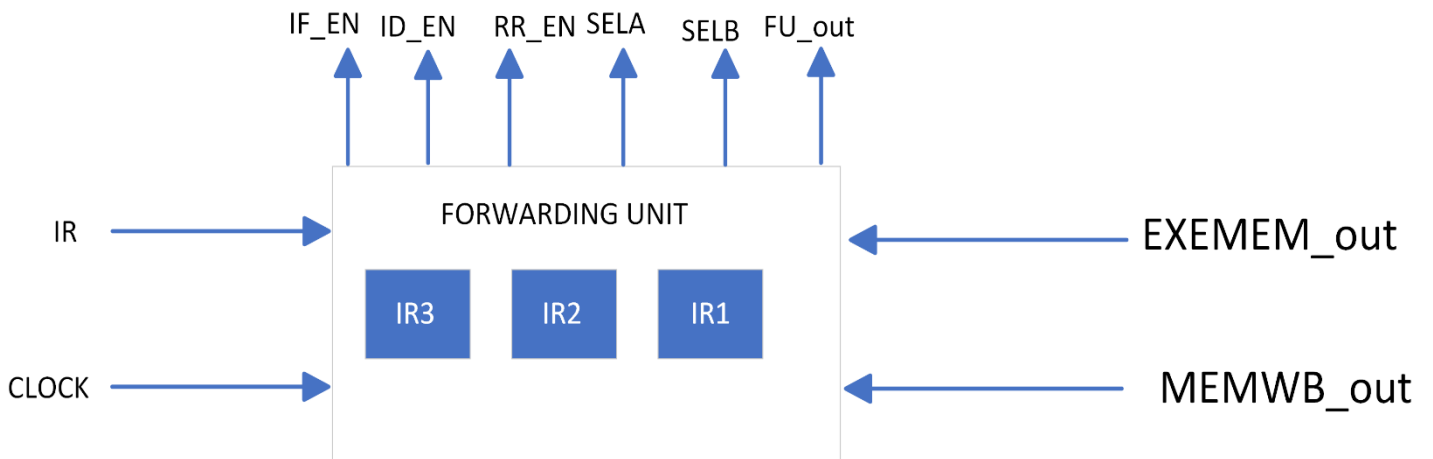 IF_EN ID_EN RR_EN SELA SELB FU_out
FORWARDING UNIT
IR
EXEMEM_out
IR3 IR2 IR1
CLOCK
MEMWB_out